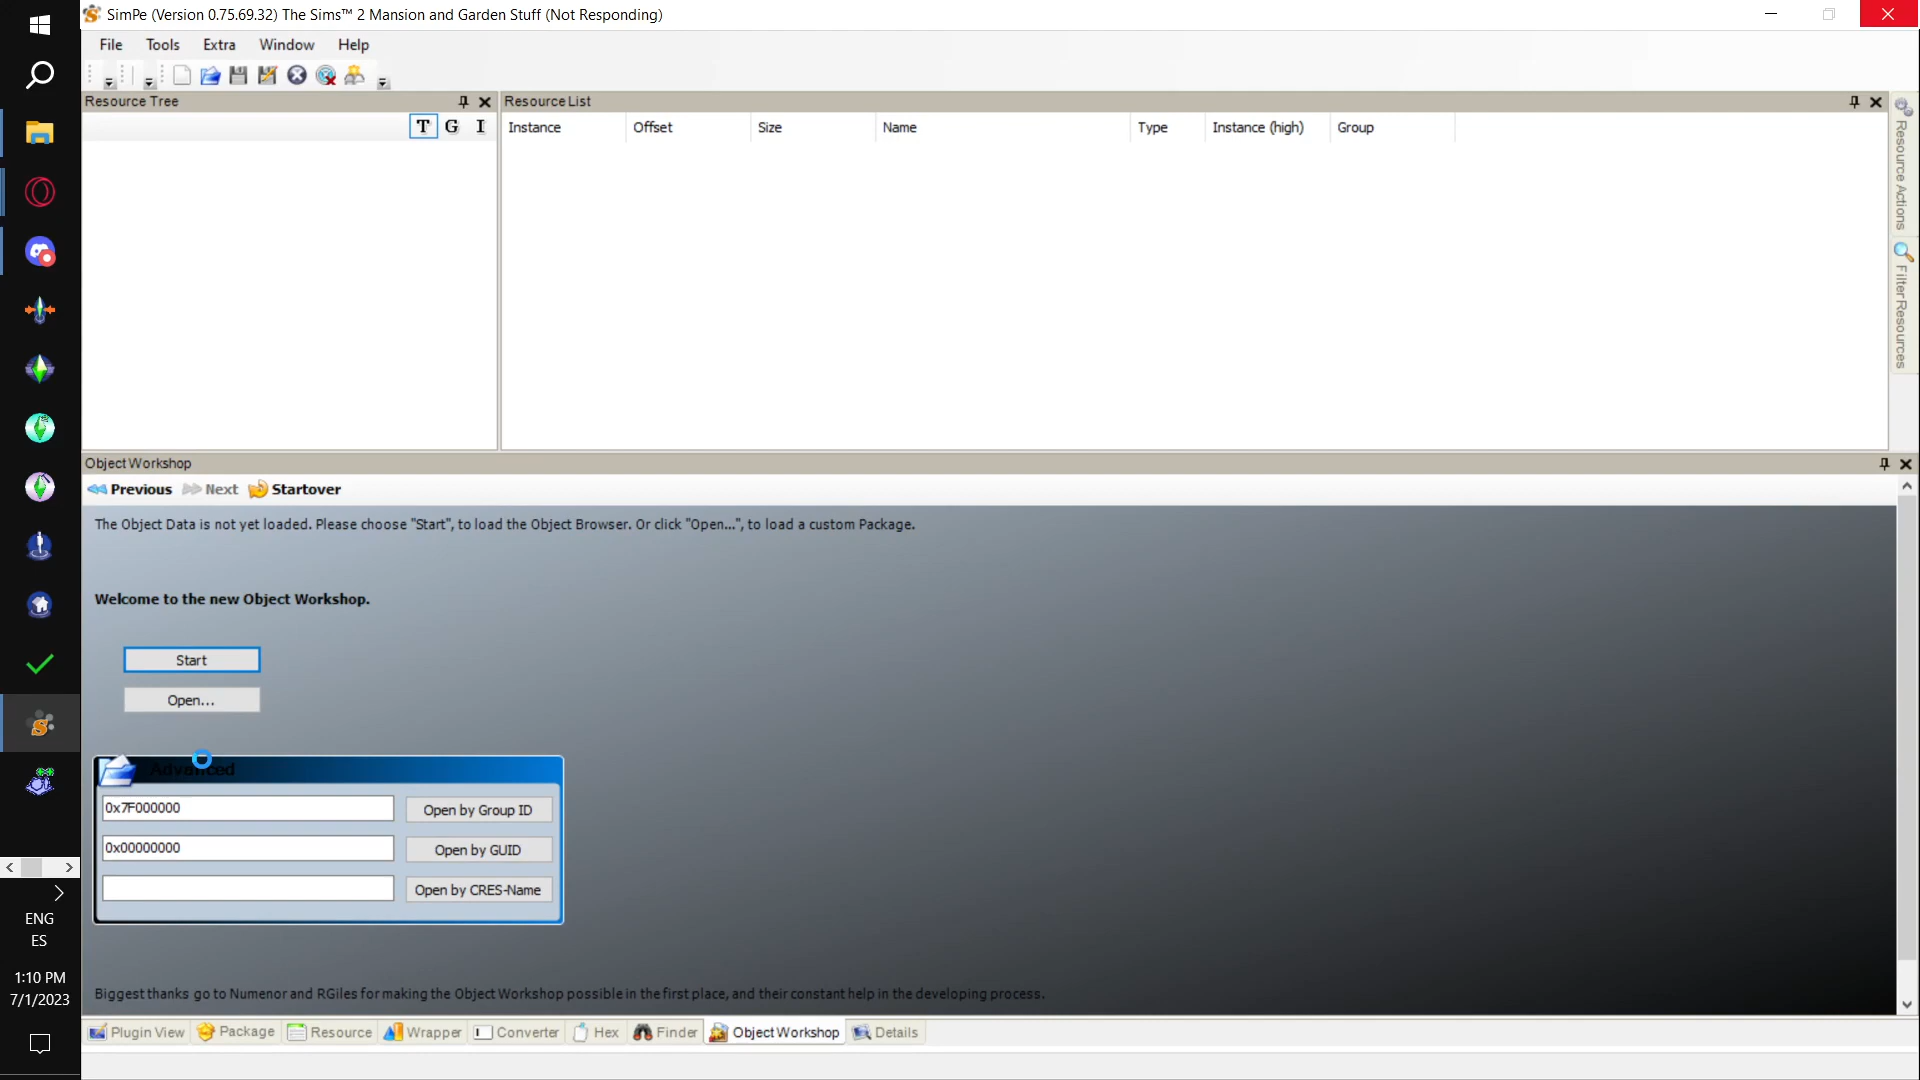 SimPe (Version 0.75.69.32) The Sims™ 2 Mansion and Garden Stuff (Not Responding)
File Tools Extra Window Help
Resource Tree
T G I
Resource List
Instance Offset Size Name Type Instance (high) Group
Resource Actions
Filter Resources
Object Workshop
Previous Next Startover
The Object Data is not yet loaded. Please choose "Start", to load the Object Browser. Or click "Open...", to load a custom Package.
Welcome to the new Object Workshop.
Start
Open...
Advanced
0x7F000000 Open by Group ID
0x00000000 Open by GUID
Open by CRES-Name
Biggest thanks go to Numenor and RGiles for making the Object Workshop possible in the first place, and their constant help in the developing process.
Plugin View Package Resource Wrapper Converter Hex Finder Object Workshop Details
ENG
ES
1:10 PM
7/1/2023